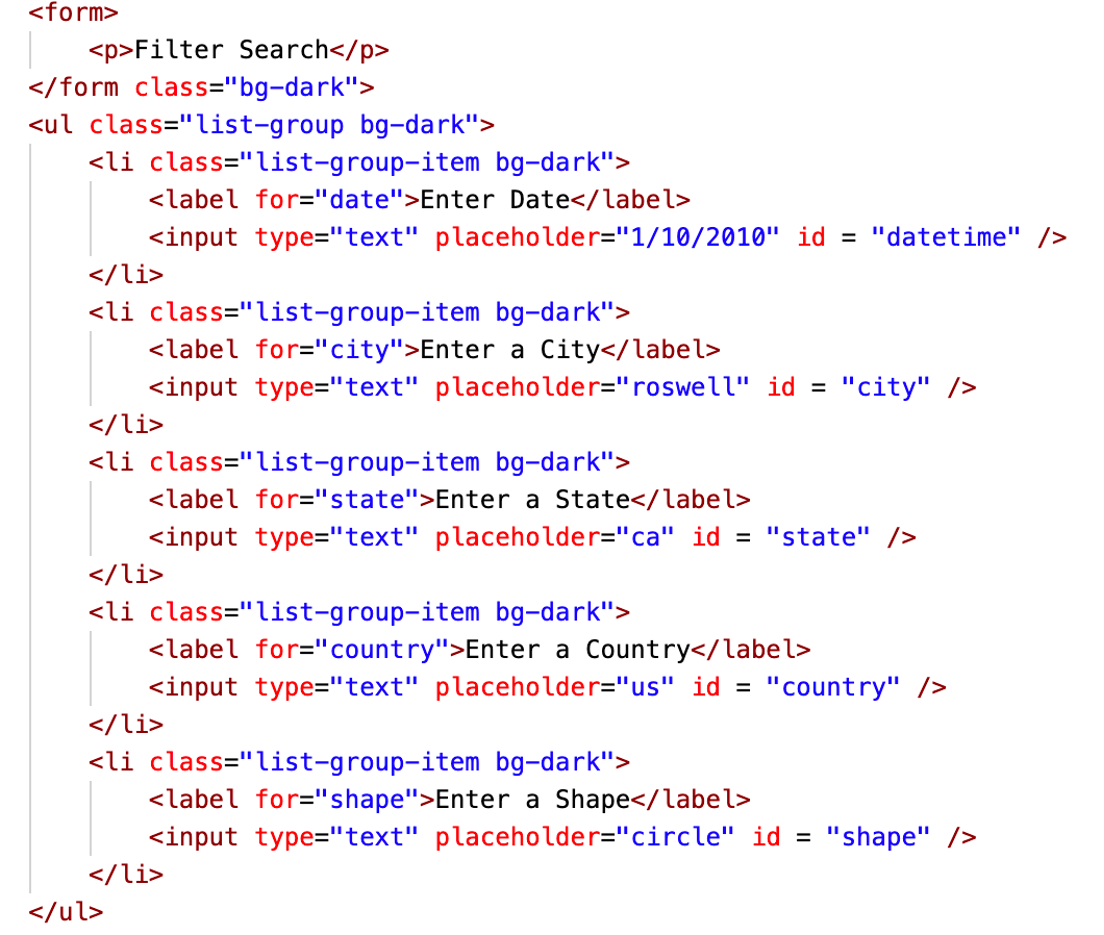 <form>
    <p>Filter Search</p>
</form class="bg-dark">
<ul class="list-group bg-dark">
    <li class="list-group-item bg-dark">
        <label for="date">Enter Date</label>
        <input type="text" placeholder="1/10/2010" id = "datetime" />
    </li>
    <li class="list-group-item bg-dark">
        <label for="city">Enter a City</label>
        <input type="text" placeholder="roswell" id = "city" />
    </li>
    <li class="list-group-item bg-dark">
        <label for="state">Enter a State</label>
        <input type="text" placeholder="ca" id = "state" />
    </li>
    <li class="list-group-item bg-dark">
        <label for="country">Enter a Country</label>
        <input type="text" placeholder="us" id = "country" />
    </li>
    <li class="list-group-item bg-dark">
        <label for="shape">Enter a Shape</label>
        <input type="text" placeholder="circle" id = "shape" />
    </li>
</ul>